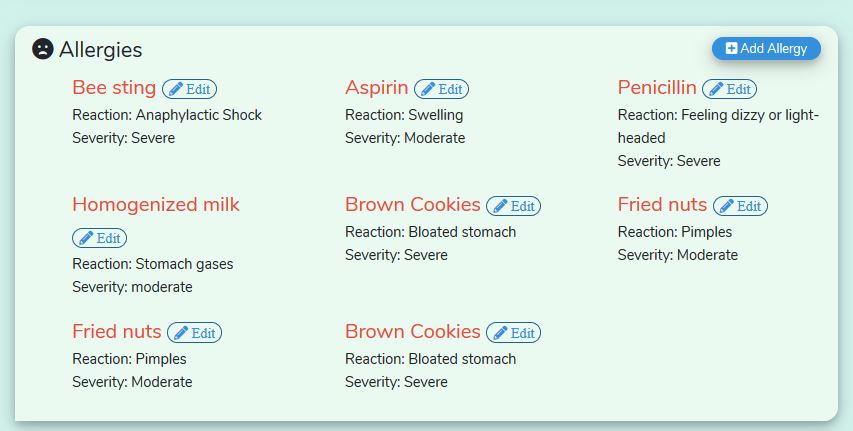 Allergies
Add Allergy
Bee sting Edit
Reaction: Anaphylactic Shock
Severity: Severe
Aspirin Edit
Reaction: Swelling
Severity: Moderate
Penicillin Edit
Reaction: Feeling dizzy or light-
headed
Severity: Severe
Homogenized milk
Edit
Reaction: Stomach gases
Severity: moderate
Brown Cookies Edit
Reaction: Bloated stomach
Severity: Severe
Fried nuts Edit
Reaction: Pimples
Severity: Moderate
Fried nuts Edit
Reaction: Pimples
Severity: Moderate
Brown Cookies Edit
Reaction: Bloated stomach
Severity: Severe